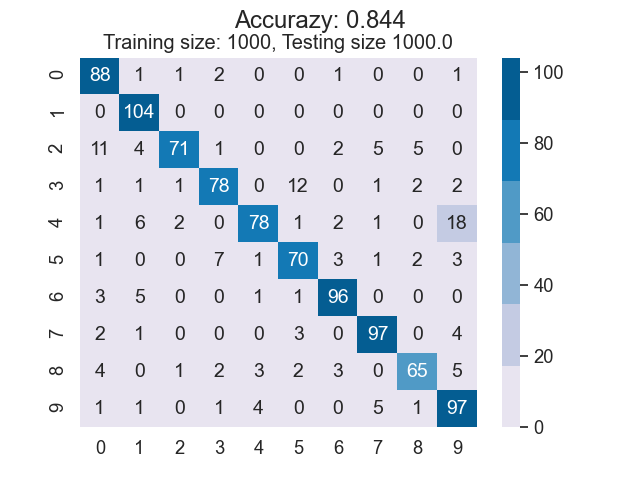 Accurazy: 0.844
Training size: 1000, Testing size 1000.0
0 88 1 1 2 0 0 1 0 0 1
1 0 104 0 0 0 0 0 0 0 0
2 11 4 71 1 0 0 2 5 5 0
3 1 1 1 78 0 12 0 1 2 2
4 1 6 2 0 78 1 2 1 0 18
5 1 0 0 7 1 70 3 1 2 3
6 3 5 0 0 1 1 96 0 0 0
7 2 1 0 0 0 3 0 97 0 4
8 4 0 1 2 3 2 3 0 65 5
9 1 1 0 1 4 0 0 5 1 97
0 1 2 3 4 5 6 7 8 9
100
80
60
40
20
0